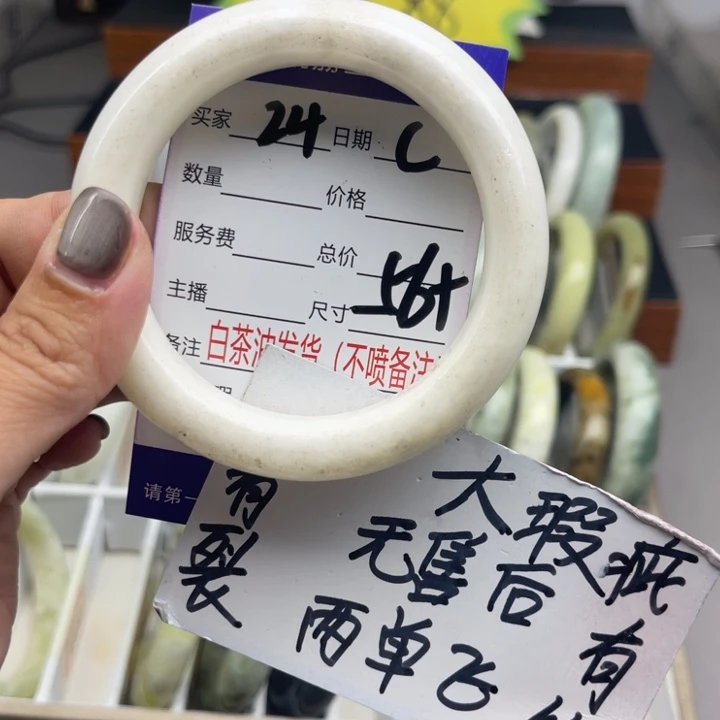 买家 24 日期 C
数量 价格
服务费 总价
主播 尺寸 56+
备注 白茶油发货（不喷备注
请第一
有裂
大瑕疵
无售后
两单飞
有